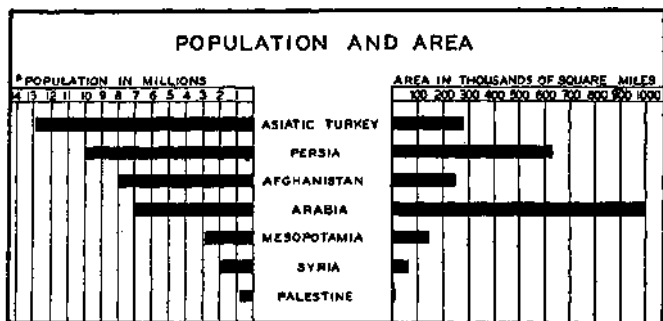 POPULATION AND AREA
POPULATION IN MILLIONS
AREA IN THOUSANDS OF SQUARE MILES
14 13 12 11 10 9 8 7 6 5 4 3 2 1
100 200 300 400 500 600 700 800 900 1000
ASIATIC TURKEY
PERSIA
AFGHANISTAN
ARABIA
MESOPOTAMIA
SYRIA
PALESTINE